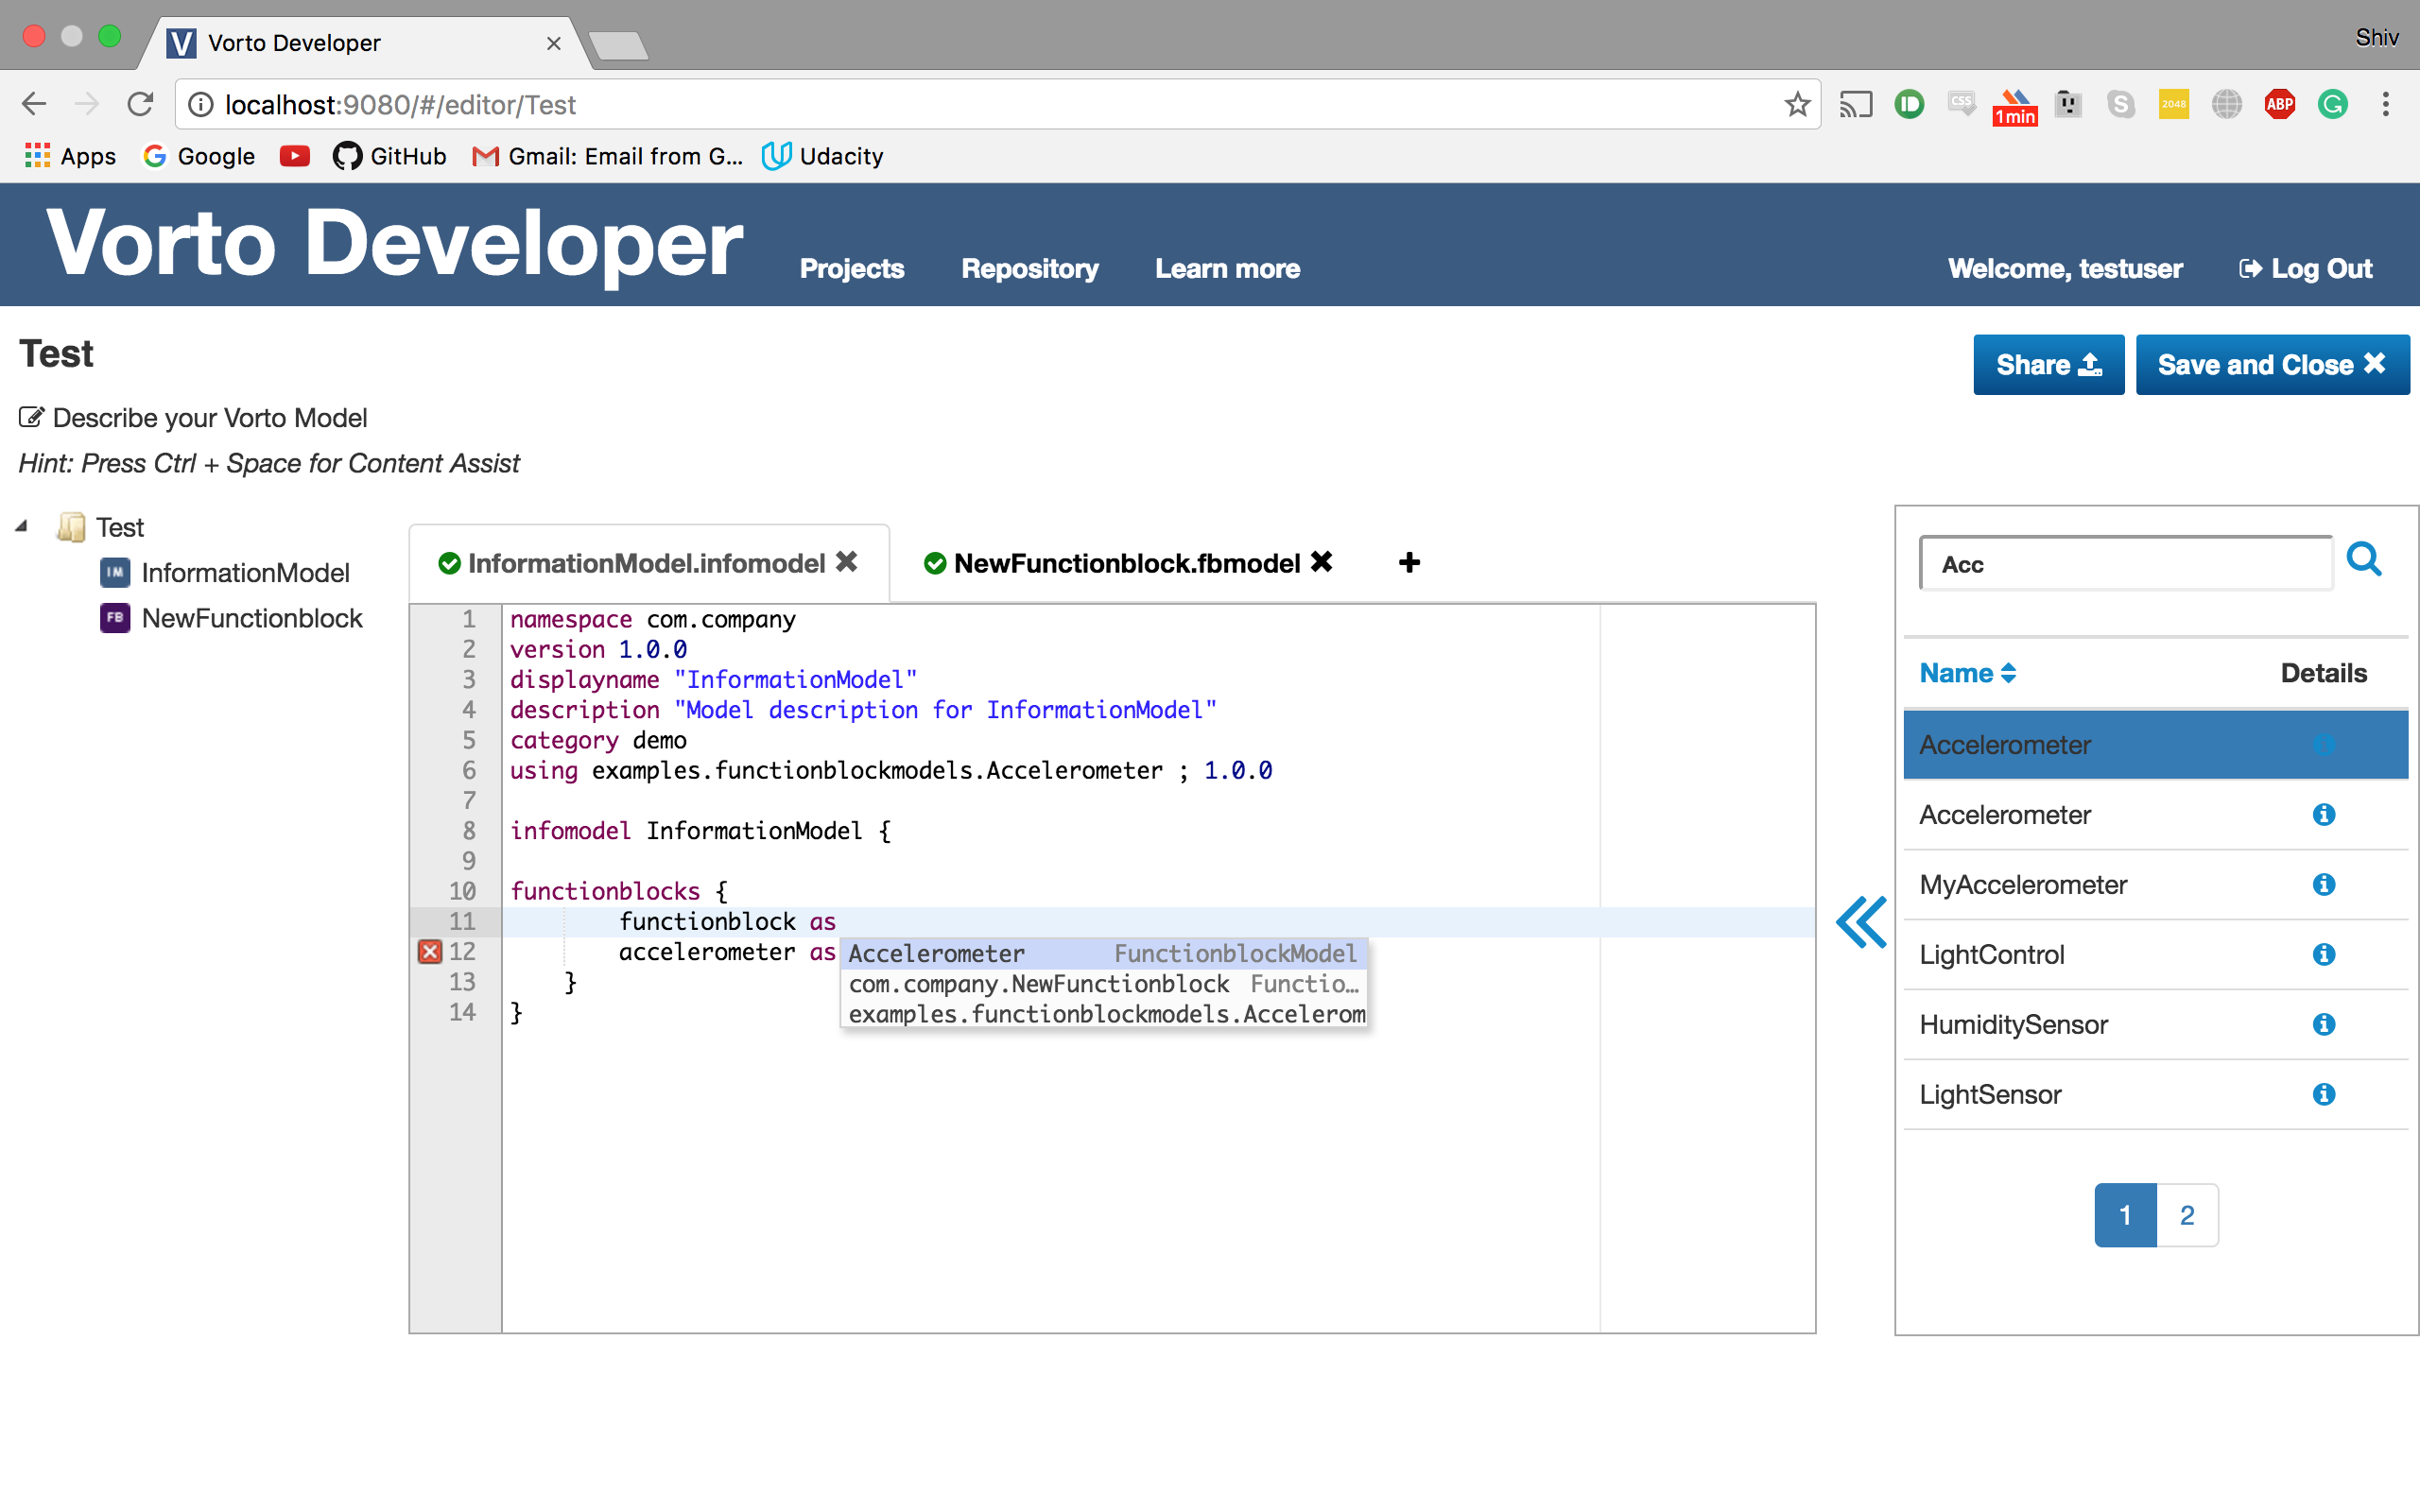 Vorto Developer
Shiv
localhost:9080/#/editor/Test
CSS
1min
S
2048
ABP
G
Apps
Google
GitHub
Gmail: Email from G...
Udacity
Vorto Developer
Projects
Repository
Learn more
Welcome, testuser
Log Out
Test
Share
Save and Close
Describe your Vorto Model
Hint: Press Ctrl + Space for Content Assist
Test
IM InformationModel
FB NewFunctionblock
InformationModel.infomodel
NewFunctionblock.fbmodel
1 namespace com.company
2 version 1.0.0
3 displayname "InformationModel"
4 description "Model description for InformationModel"
5 category demo
6 using examples.functionblockmodels.Accelerometer ; 1.0.0
7
8 infomodel InformationModel {
9
10 functionblocks {
11 functionblock as
12 accelerometer as
13 }
14 }
Accelerometer FunctionblockModel
com.company.NewFunctionblock Functio...
examples.functionblockmodels.Accelerom
Acc
Name Details
Accelerometer
Accelerometer
MyAccelerometer
LightControl
HumiditySensor
LightSensor
1 2